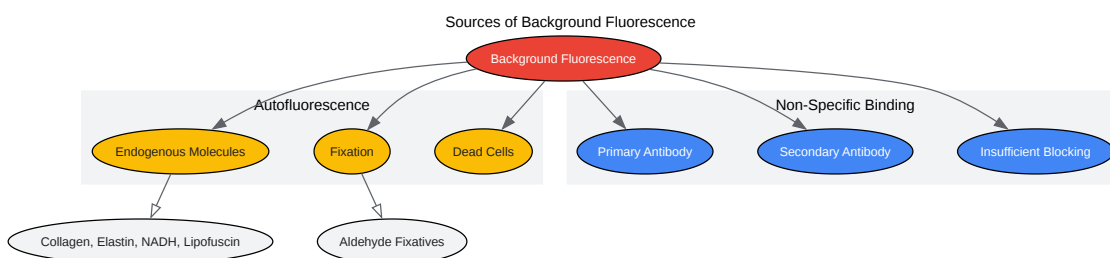 Sources of Background Fluorescence
Background Fluorescence
Autofluorescence
Non-Specific Binding
Endogenous Molecules
Fixation
Dead Cells
Primary Antibody
Secondary Antibody
Insufficient Blocking
Collagen, Elastin, NADH, Lipofuscin
Aldehyde Fixatives